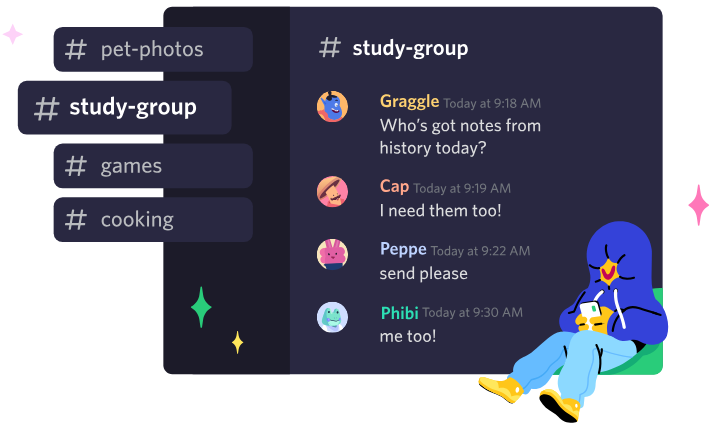 # pet-photos
# study-group
# games
# cooking
# study-group
Graggle Today at 9:18 AM
Who's got notes from
history today?
Cap Today at 9:19 AM
I need them too!
Peppe Today at 9:22 AM
send please
Phibi Today at 9:30 AM
me too!